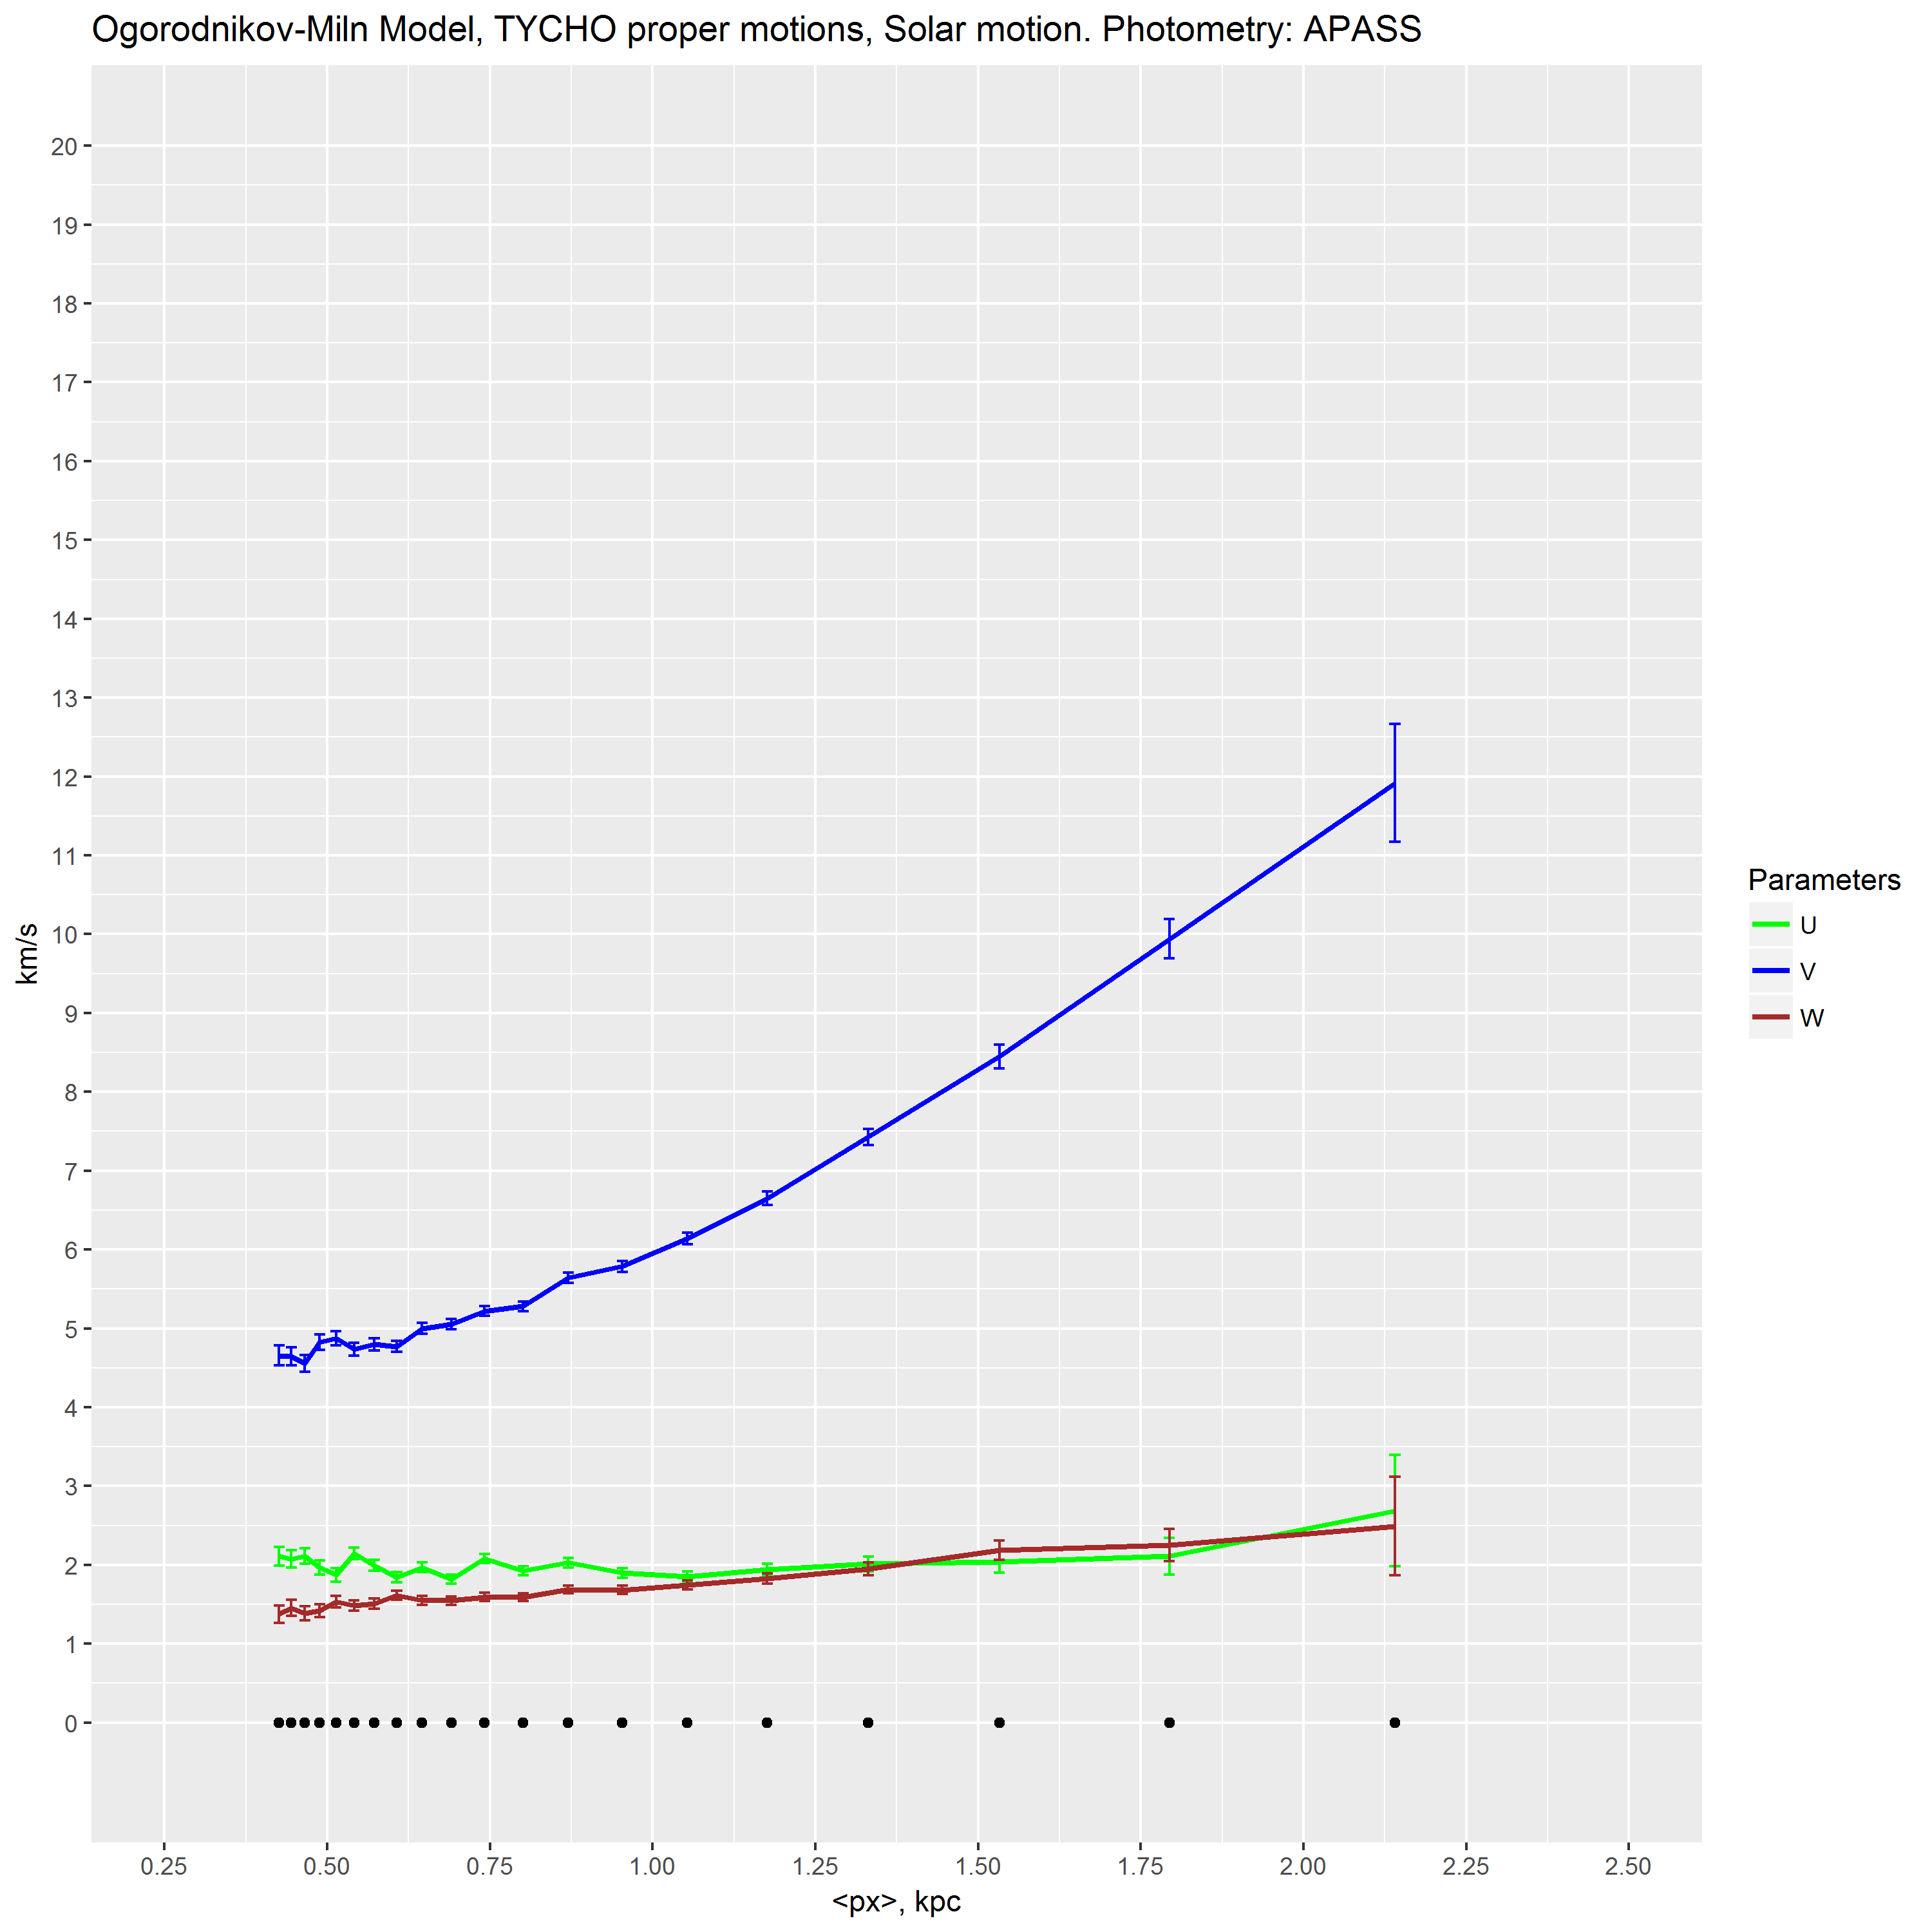 Ogorodnikov-Miln Model, TYCHO proper motions, Solar motion. Photometry: APASS
20
19
18
17
16
15
14
13
12
11
10
9
8
7
6
5
4
3
2
1
0
km/s
0.25 0.50 0.75 1.00 1.25 1.50 1.75 2.00 2.25 2.50
<px>, kpc
Parameters
U
V
W